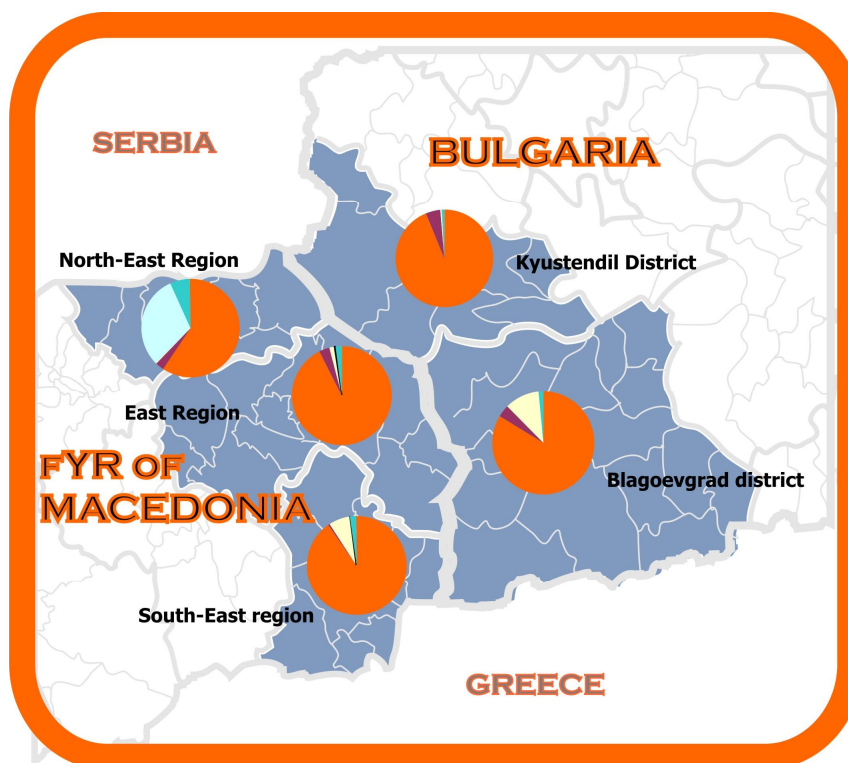 SERBIA
BULGARIA
North-East Region
Kyustendil District
East Region
FYR OF
MACEDONIA
Blagoevgrad district
South-East region
GREECE